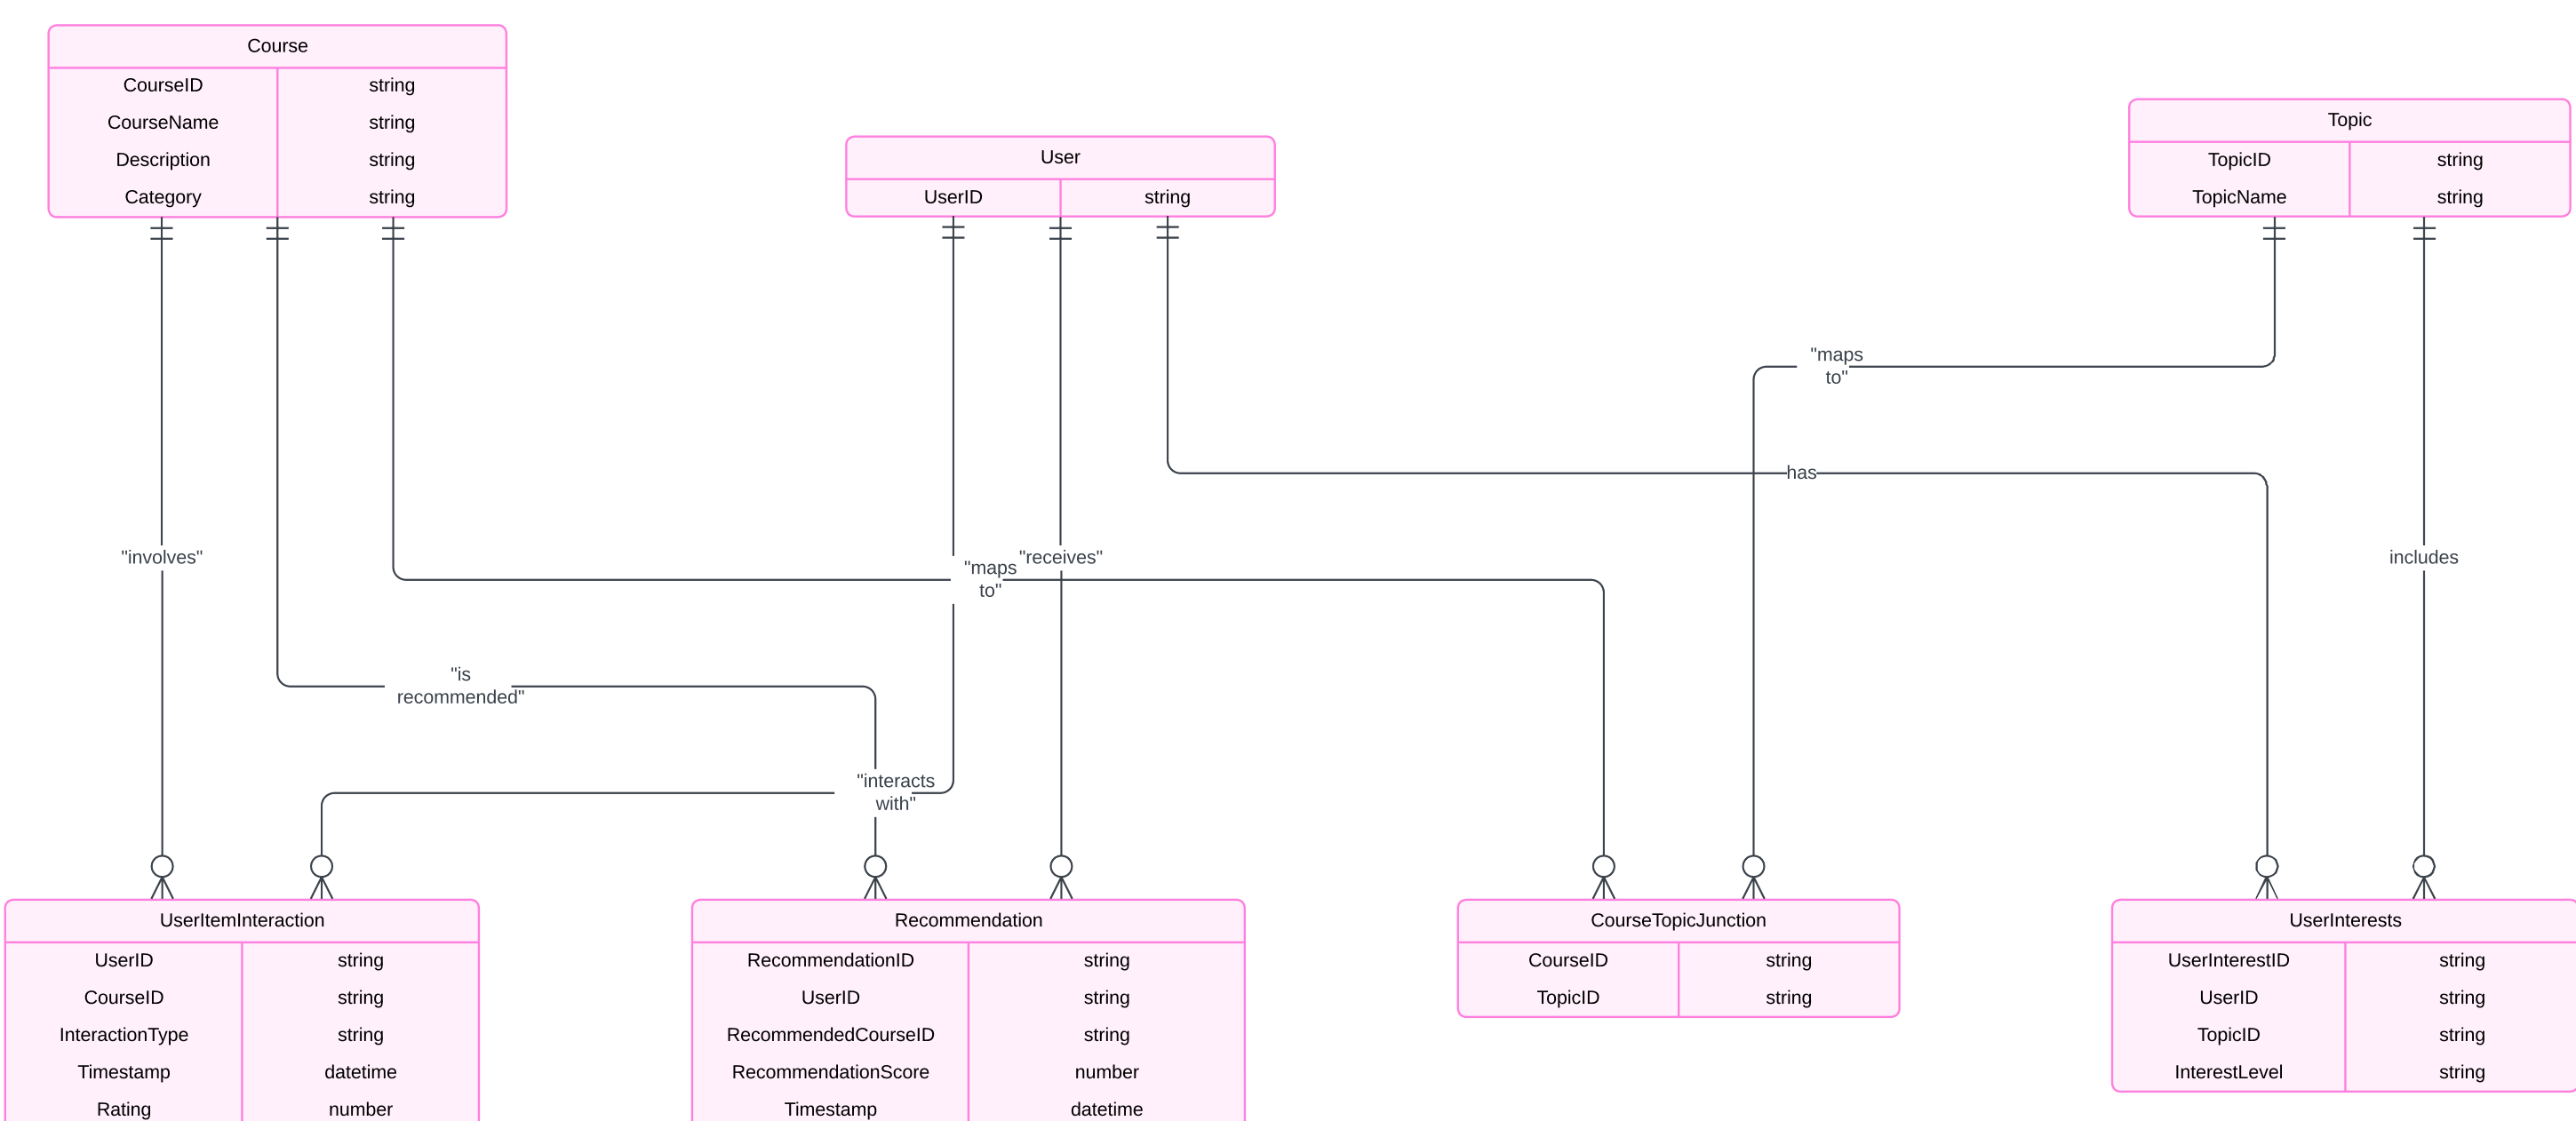 Course
CourseID string
CourseName string
Description string
Category string
User
UserID string
Topic
TopicID string
TopicName string
"maps
to"
has
"involves"
"maps
to"
"receives"
includes
"is
recommended"
"interacts
with"
UserItemInteraction
UserID string
CourseID string
InteractionType string
Timestamp datetime
Rating number
Recommendation
RecommendationID string
UserID string
RecommendedCourseID string
RecommendationScore number
Timestamp datetime
CourseTopicJunction
CourseID string
TopicID string
UserInterests
UserInterestID string
UserID string
TopicID string
InterestLevel string